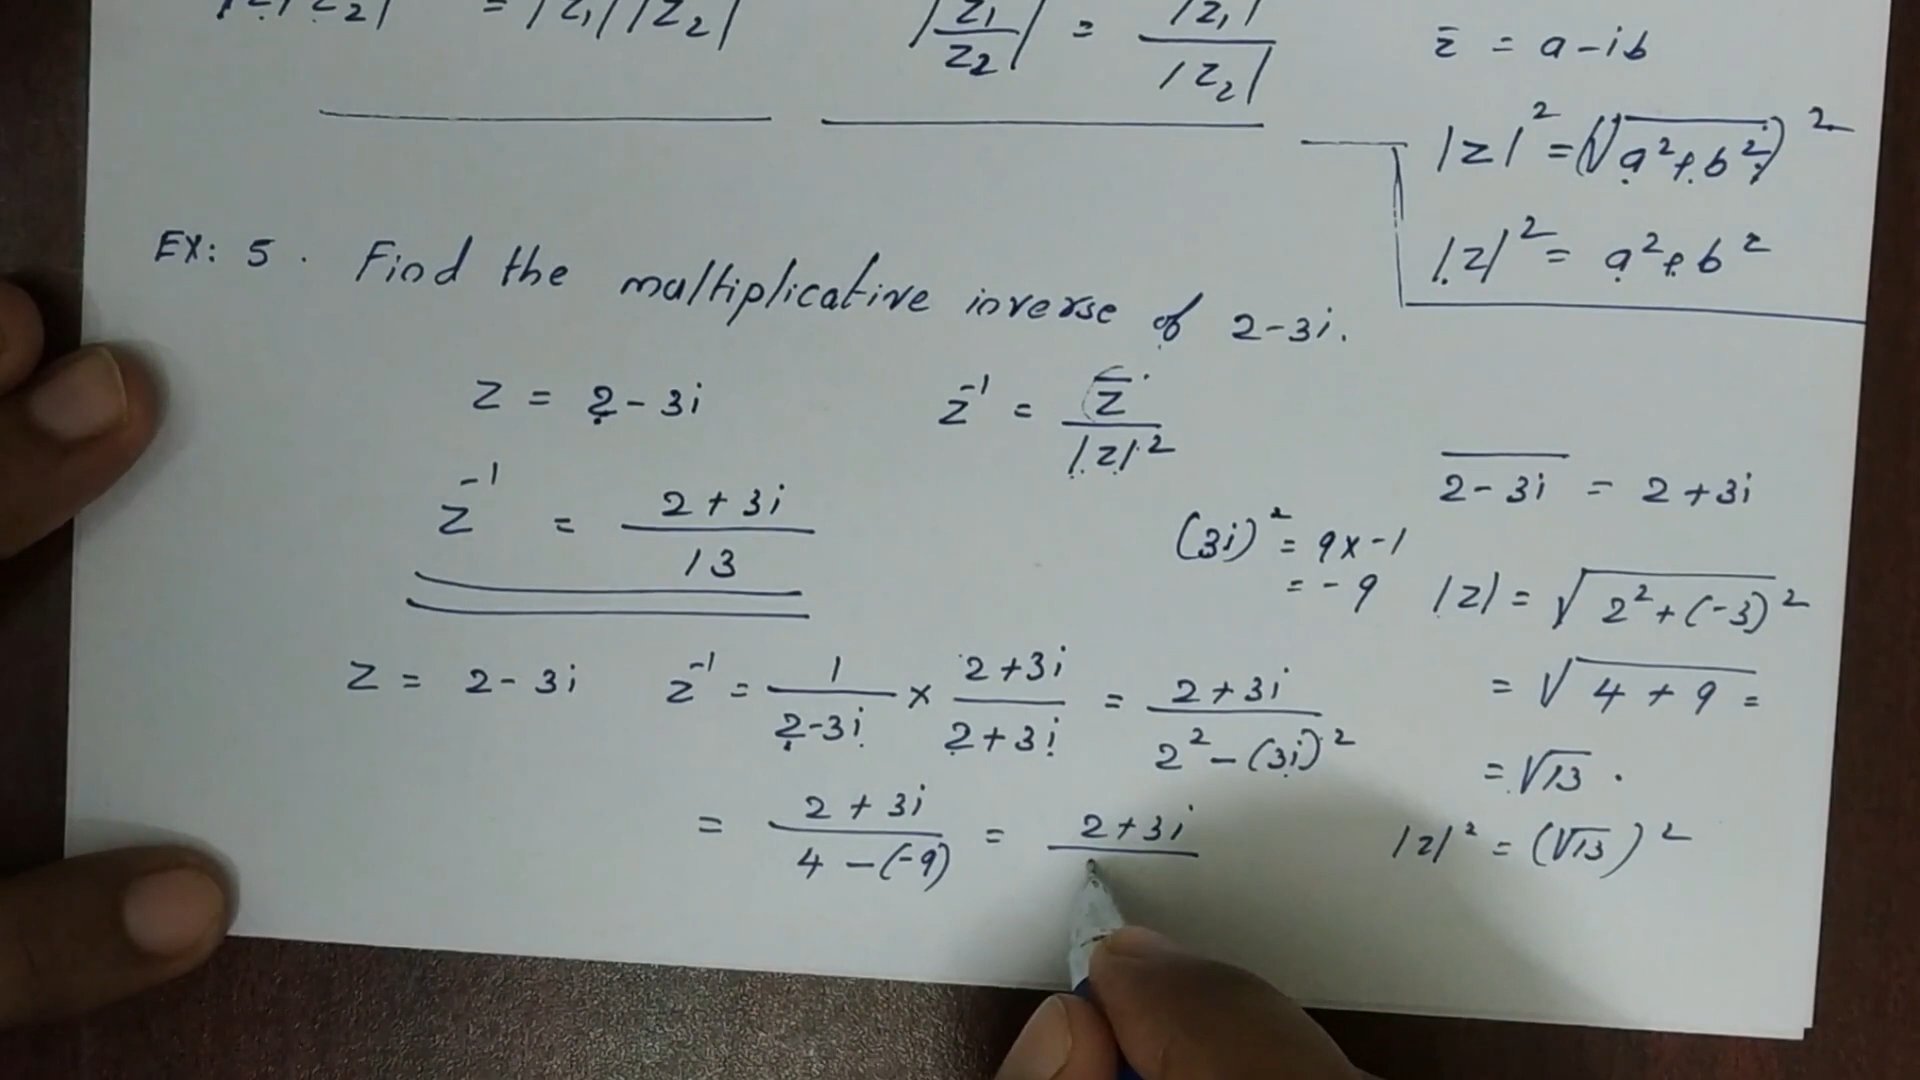 |z1 z2| = |z1| |z2|
|z1/z2| = |z1|/|z2|
z̄ = a-ib
|z|² = (√a²+b²)²
|z|² = a²+b²
EX: 5. Find the multiplicative inverse of 2-3i.
z = 2-3i
z⁻¹ = z̄/|z|²
z⁻¹ = 2+3i/13
\overline{2-3i} = 2+3i
(3i)² = 9x-1
= -9
|z| = √2²+(-3)²
= √4+9 =
= √13.
|z|² = (√13)²
z = 2-3i
z⁻¹ = 1/2-3i × 2+3i/2+3i = 2+3i/2²-(3i)²
= 2+3i/4-(-9) = 2+3i